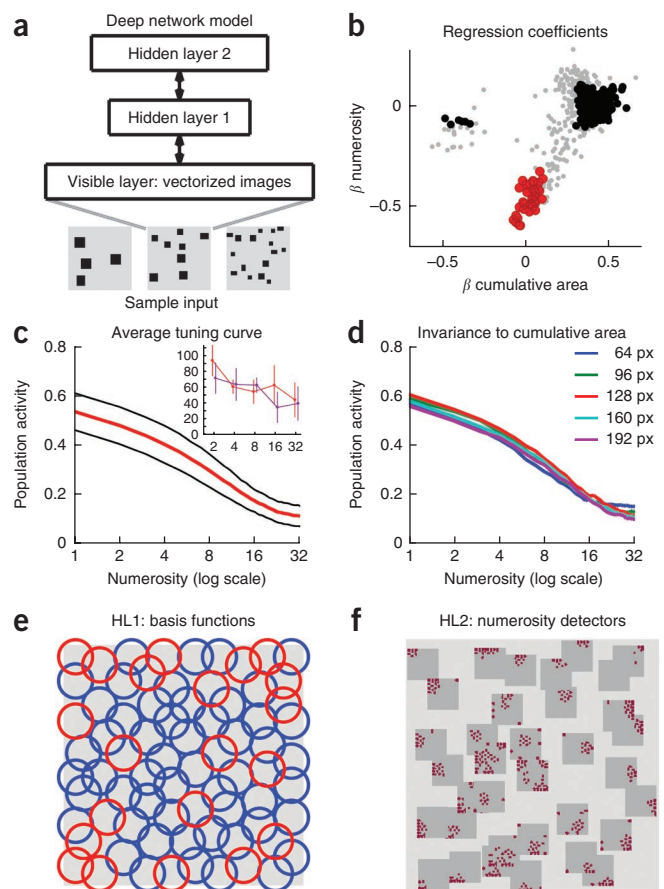 a
Deep network model
Hidden layer 2
Hidden layer 1
Visible layer: vectorized images
Sample input
b
Regression coefficients
β numerosity
0
−0.5
−0.5
0
0.5
β cumulative area
c
Average tuning curve
Population activity
0.8
0.6
0.4
0.2
0
1
2
4
8
16
32
Numerosity (log scale)
100
80
60
40
20
0
2
4
8
16
32
d
Invariance to cumulative area
64 px
96 px
128 px
160 px
192 px
Population activity
0.8
0.6
0.4
0.2
0
1
2
4
8
16
32
Numerosity (log scale)
e
HL1: basis functions
f
HL2: numerosity detectors